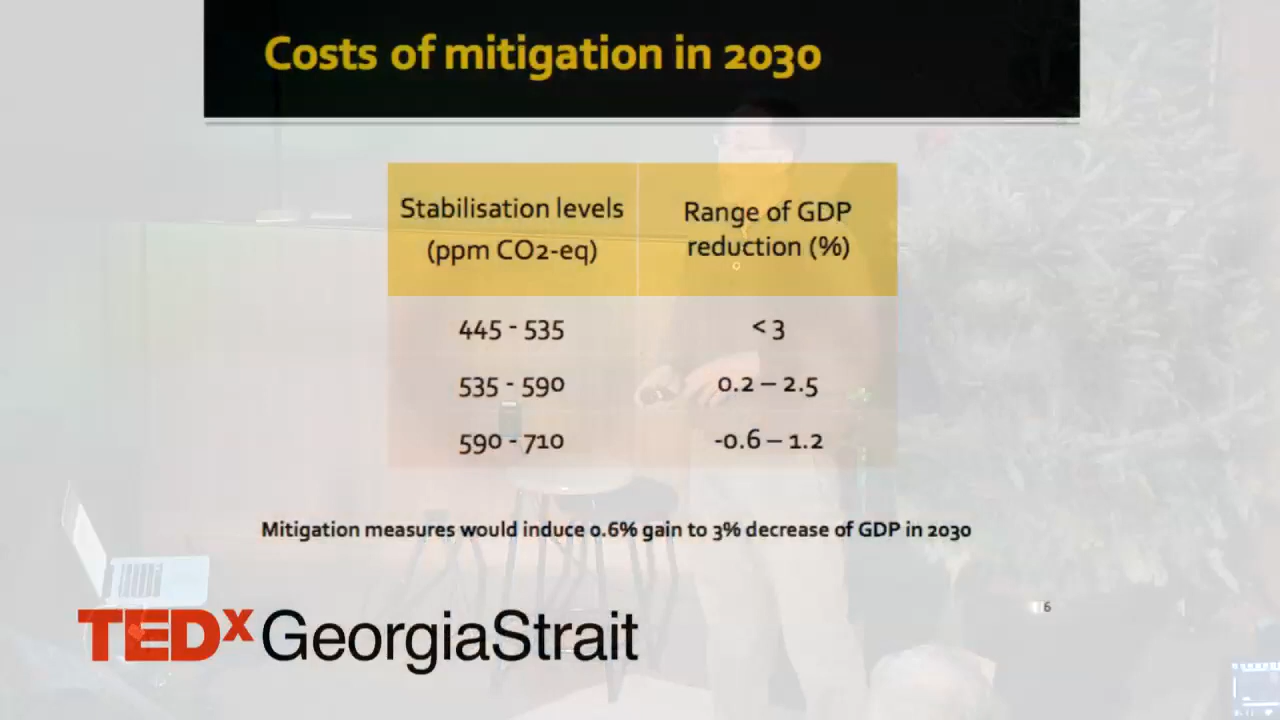 Costs of mitigation in 2030
Stabilisation levels
(ppm CO2-eq)
Range of GDP
reduction (%)
445 - 535
< 3
535 - 590
0.2 – 2.5
590 - 710
-0.6 – 1.2
Mitigation measures would induce 0.6% gain to 3% decrease of GDP in 2030
6
TEDx GeorgiaStrait